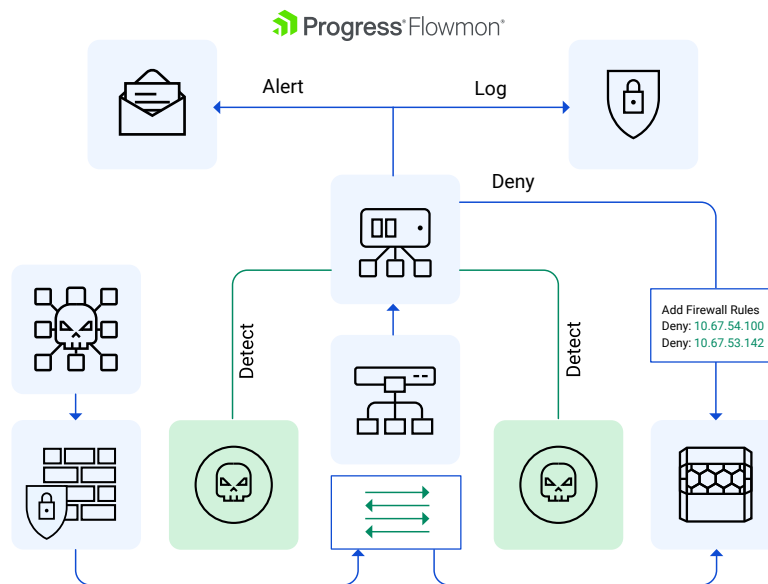 Progress® Flowmon®
Alert
Log
Deny
Add Firewall Rules
Deny: 10.67.54.100
Deny: 10.67.53.142
Detect
Detect